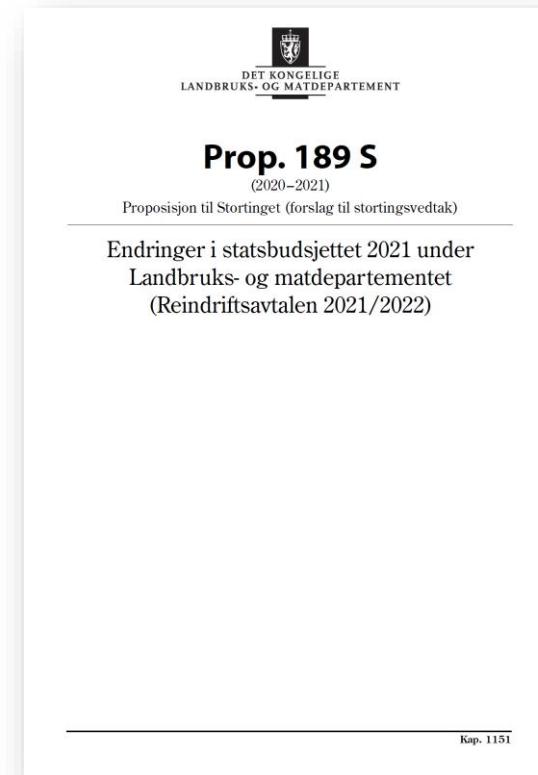 DET KONGELIGE
LANDBRUKS- OG MATDEPARTEMENT
Prop. 189 S
(2020–2021)
Proposisjon til Stortinget (forslag til stortingsvedtak)
Endringer i statsbudsjettet 2021 under
Landbruks- og matdepartementet
(Reindriftsavtalen 2021/2022)
Kap. 1151